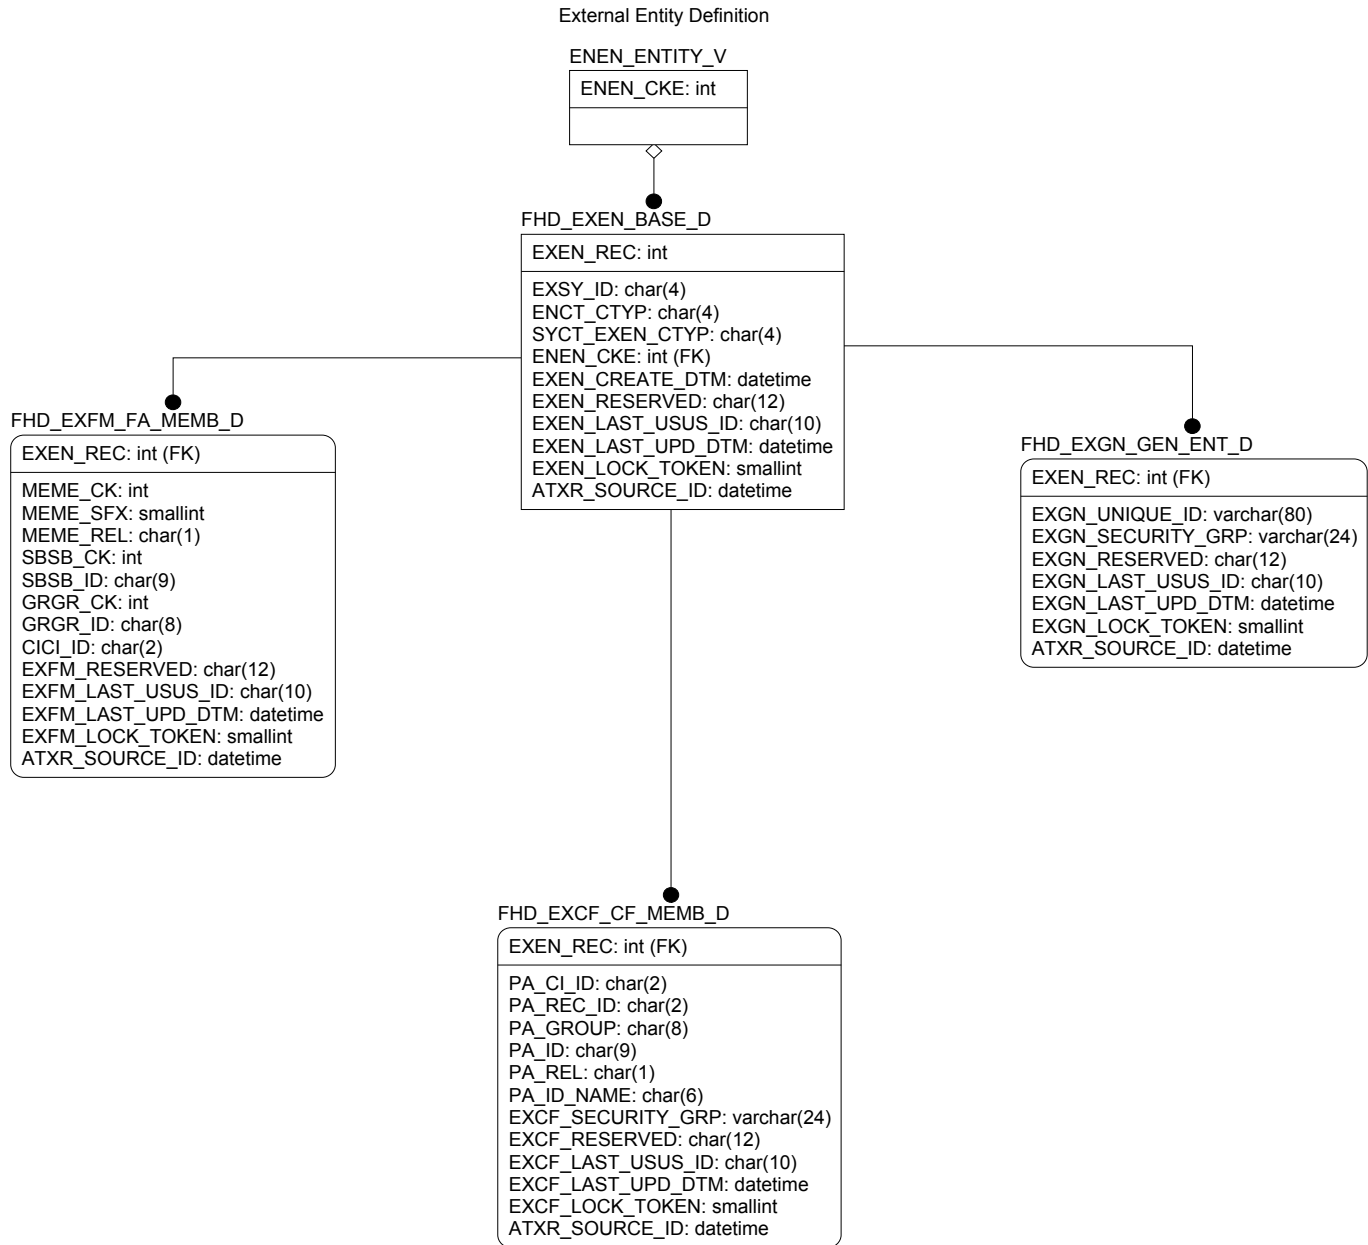 External Entity Definition
ENEN_ENTITY_V
ENEN_CKE: int
FHD_EXEN_BASE_D
EXEN_REC: int
EXSY_ID: char(4)
ENCT_CTYP: char(4)
SYCT_EXEN_CTYP: char(4)
ENEN_CKE: int (FK)
EXEN_CREATE_DTM: datetime
EXEN_RESERVED: char(12)
EXEN_LAST_USUS_ID: char(10)
EXEN_LAST_UPD_DTM: datetime
EXEN_LOCK_TOKEN: smallint
ATXR_SOURCE_ID: datetime
FHD_EXFM_FA_MEMB_D
EXEN_REC: int (FK)
MEME_CK: int
MEME_SFX: smallint
MEME_REL: char(1)
SBSB_CK: int
SBSB_ID: char(9)
GRGR_CK: int
GRGR_ID: char(8)
CICI_ID: char(2)
EXFM_RESERVED: char(12)
EXFM_LAST_USUS_ID: char(10)
EXFM_LAST_UPD_DTM: datetime
EXFM_LOCK_TOKEN: smallint
ATXR_SOURCE_ID: datetime
FHD_EXGN_GEN_ENT_D
EXEN_REC: int (FK)
EXGN_UNIQUE_ID: varchar(80)
EXGN_SECURITY_GRP: varchar(24)
EXGN_RESERVED: char(12)
EXGN_LAST_USUS_ID: char(10)
EXGN_LAST_UPD_DTM: datetime
EXGN_LOCK_TOKEN: smallint
ATXR_SOURCE_ID: datetime
FHD_EXCF_CF_MEMB_D
EXEN_REC: int (FK)
PA_CI_ID: char(2)
PA_REC_ID: char(2)
PA_GROUP: char(8)
PA_ID: char(9)
PA_REL: char(1)
PA_ID_NAME: char(6)
EXCF_SECURITY_GRP: varchar(24)
EXCF_RESERVED: char(12)
EXCF_LAST_USUS_ID: char(10)
EXCF_LAST_UPD_DTM: datetime
EXCF_LOCK_TOKEN: smallint
ATXR_SOURCE_ID: datetime